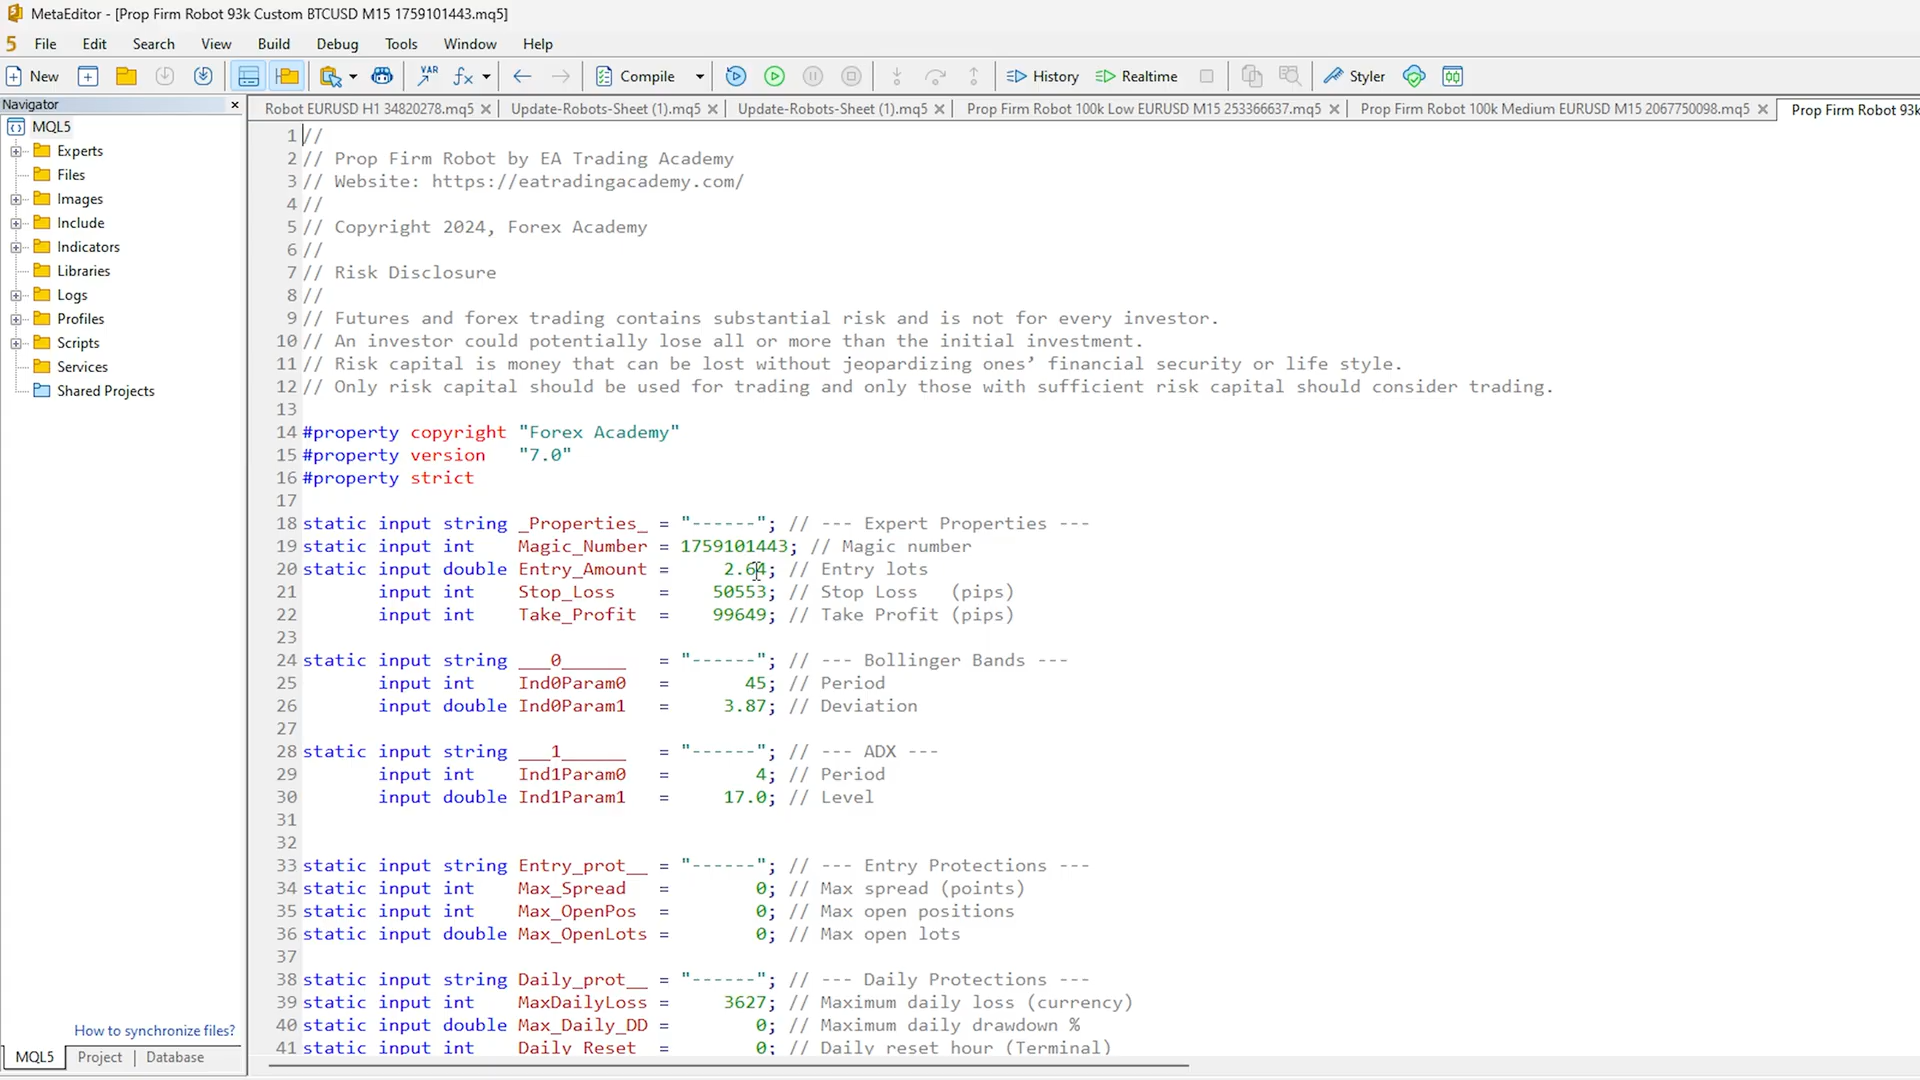 MetaEditor - [Prop Firm Robot 93k Custom BTCUSD M15 1759101443.mq5]
5 File Edit Search View Build Debug Tools Window Help
New VAR fx Compile History Realtime Styler
Navigator
Robot EURUSD H1 34820278.mq5 Update-Robots-Sheet (1).mq5 Update-Robots-Sheet (1).mq5 Prop Firm Robot 100k Low EURUSD M15 253366637.mq5 Prop Firm Robot 100k Medium EURUSD M15 2067750098.mq5 Prop Firm Robot 93k
MQL5
Experts
Files
Images
Include
Indicators
Libraries
Logs
Profiles
Scripts
Services
Shared Projects
How to synchronize files?
MQL5 Project Database
1 //
2 // Prop Firm Robot by EA Trading Academy
3 // Website: https://eatradingacademy.com/
4 //
5 // Copyright 2024, Forex Academy
6 //
7 // Risk Disclosure
8 //
9 // Futures and forex trading contains substantial risk and is not for every investor.
10 // An investor could potentially lose all or more than the initial investment.
11 // Risk capital is money that can be lost without jeopardizing ones’ financial security or life style.
12 // Only risk capital should be used for trading and only those with sufficient risk capital should consider trading.
13
14 #property copyright "Forex Academy"
15 #property version "7.0"
16 #property strict
17
18 static input string _Properties_ = "------"; // --- Expert Properties ---
19 static input int Magic_Number = 1759101443; // Magic number
20 static input double Entry_Amount = 2.64; // Entry lots
21 input int Stop_Loss = 50553; // Stop Loss (pips)
22 input int Take_Profit = 99649; // Take Profit (pips)
23
24 static input string ___0______ = "------"; // --- Bollinger Bands ---
25 input int Ind0Param0 = 45; // Period
26 input double Ind0Param1 = 3.87; // Deviation
27
28 static input string ___1______ = "------"; // --- ADX ---
29 input int Ind1Param0 = 4; // Period
30 input double Ind1Param1 = 17.0; // Level
31
32
33 static input string Entry_prot__ = "------"; // --- Entry Protections ---
34 static input int Max_Spread = 0; // Max spread (points)
35 static input int Max_OpenPos = 0; // Max open positions
36 static input double Max_OpenLots = 0; // Max open lots
37
38 static input string Daily_prot__ = "------"; // --- Daily Protections ---
39 static input int MaxDailyLoss = 3627; // Maximum daily loss (currency)
40 static input double Max_Daily_DD = 0; // Maximum daily drawdown %
41 static input int Daily_Reset = 0; // Daily reset hour (Terminal)